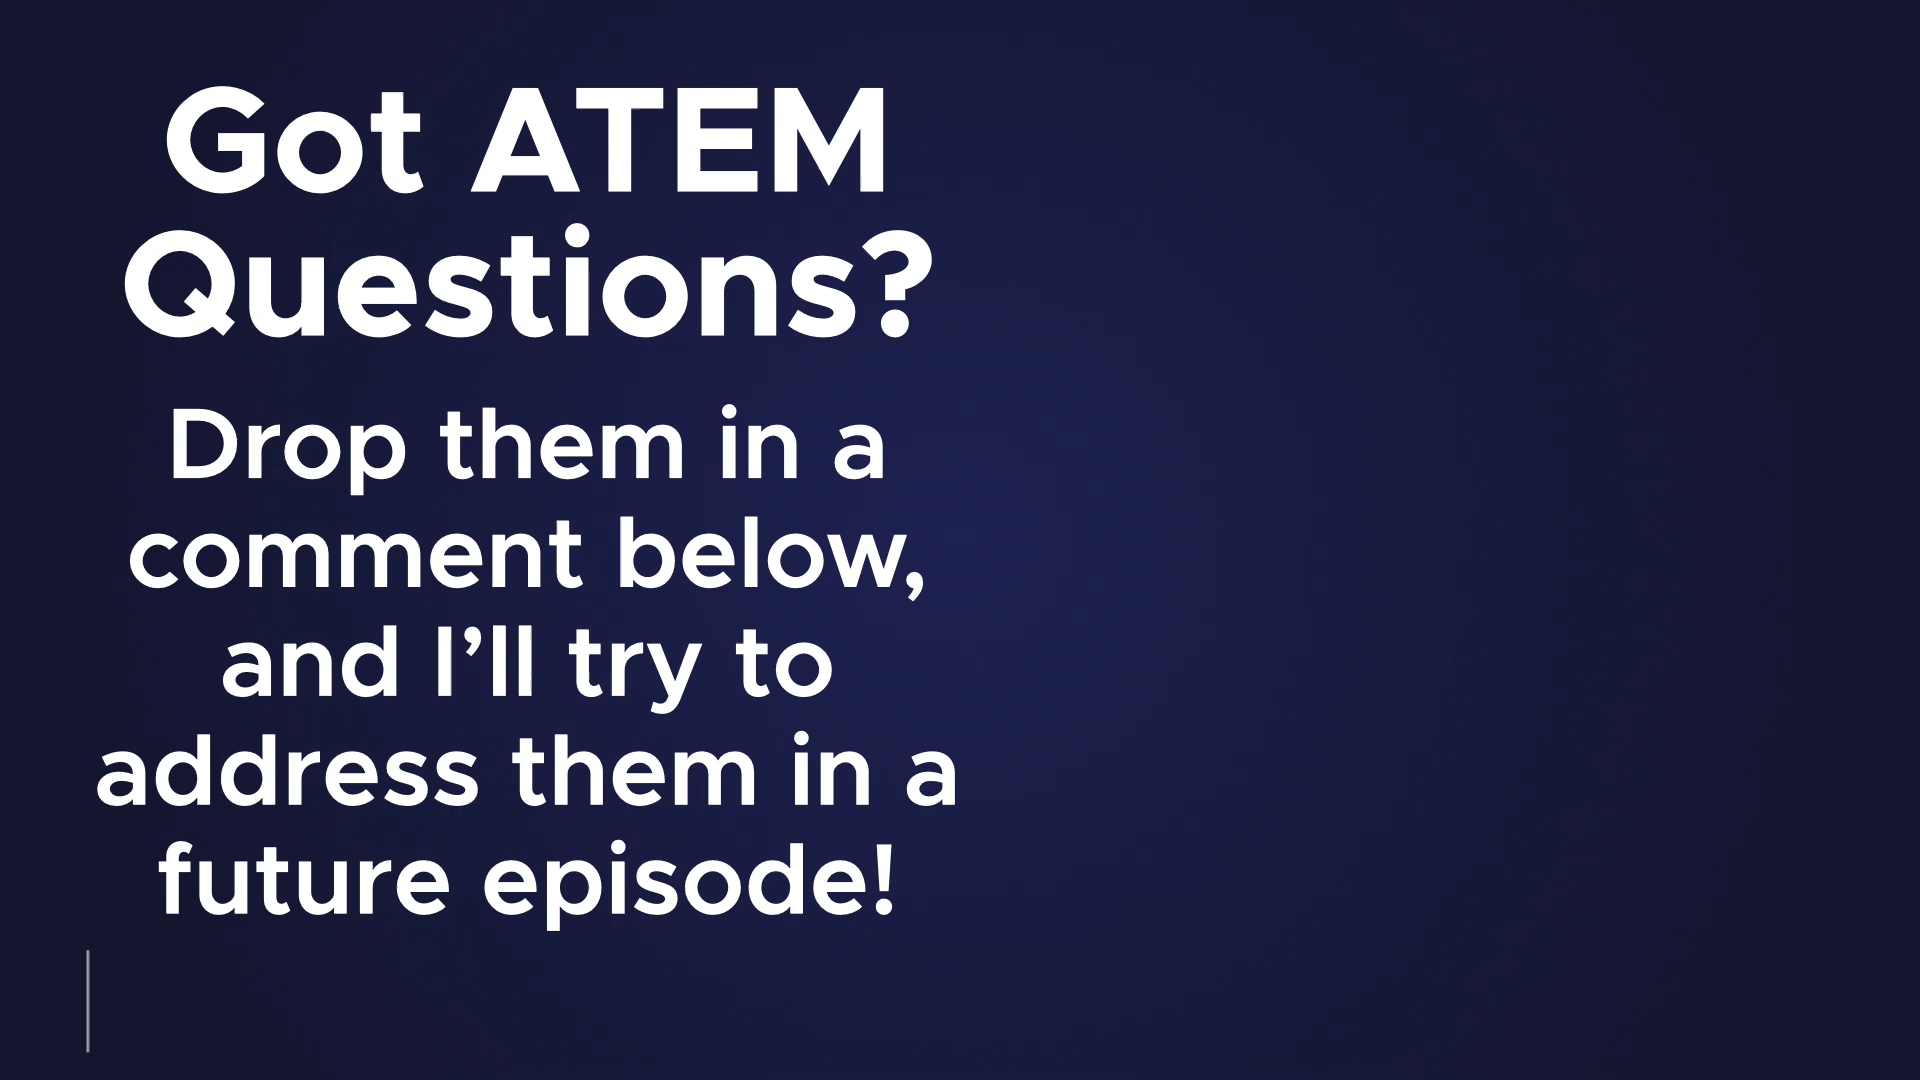 Got ATEM
Questions?
Drop them in a
comment below,
and I’ll try to
address them in a
future episode!